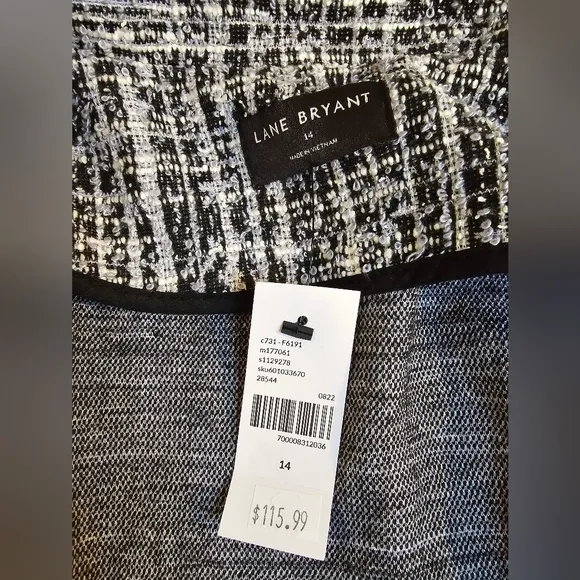 LANE BRYANT
14
MADE IN VIETNAM
c731 - F6191
m177061
s1129278
sku601033670
28544
0822
700008312036
14
$115.99